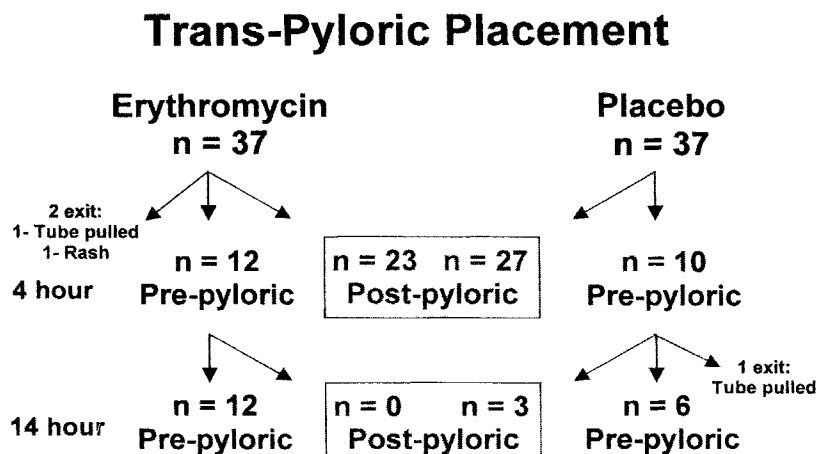 Trans-Pyloric Placement
Erythromycin
n = 37
Placebo
n = 37
2 exit:
1- Tube pulled
1- Rash
4 hour
n = 12
Pre-pyloric
n = 23 n = 27
Post-pyloric
n = 10
Pre-pyloric
1 exit:
Tube pulled
14 hour
n = 12
Pre-pyloric
n = 0 n = 3
Post-pyloric
n = 6
Pre-pyloric